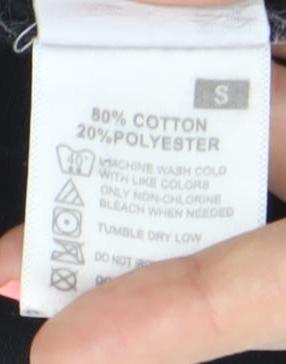 S
80% COTTON
20%POLYESTER
40°
MACHINE WASH COLD
WITH LIKE COLORS
ONLY NON-CHLORINE
BLEACH WHEN NEEDED
TUMBLE DRY LOW
DO NOT